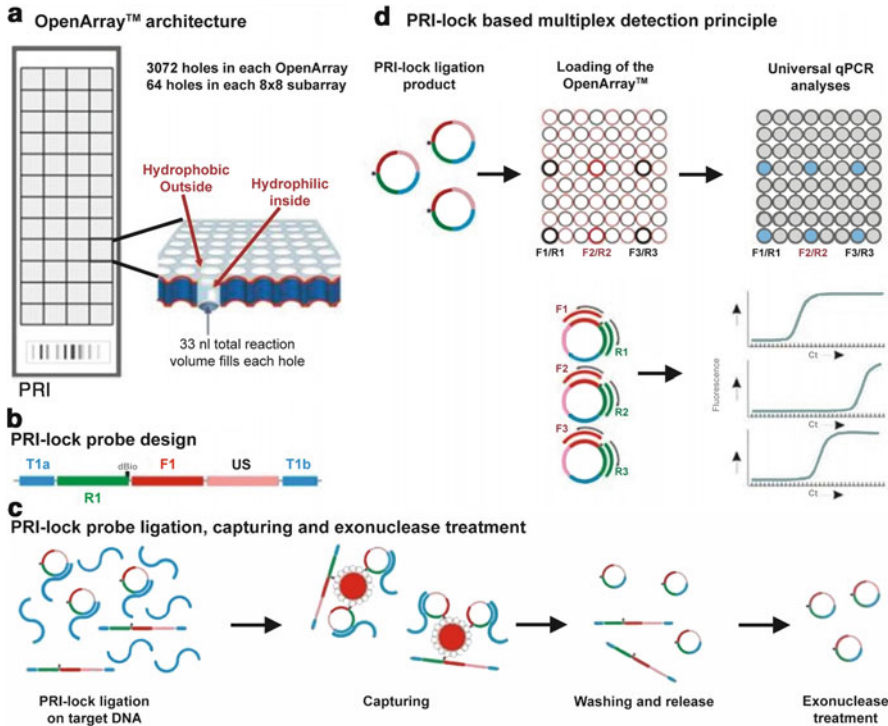 a OpenArray™ architecture
3072 holes in each OpenArray
64 holes in each 8x8 subarray
Hydrophobic
Outside
Hydrophilic
inside
33 nl total reaction
volume fills each hole
PRI
b
PRI-lock probe design
T1a
dBio
F1
US
T1b
R1
c
PRI-lock probe ligation, capturing and exonuclease treatment
PRI-lock ligation
on target DNA
Capturing
Washing and release
Exonuclease
treatment
d PRI-lock based multiplex detection principle
PRI-lock ligation
product
Loading of the
OpenArray™
Universal qPCR
analyses
F1/R1 F2/R2 F3/R3
F1/R1 F2/R2 F3/R3
F1
R1
F2
R2
F3
R3
Fluorescence
Ct
Ct
Ct